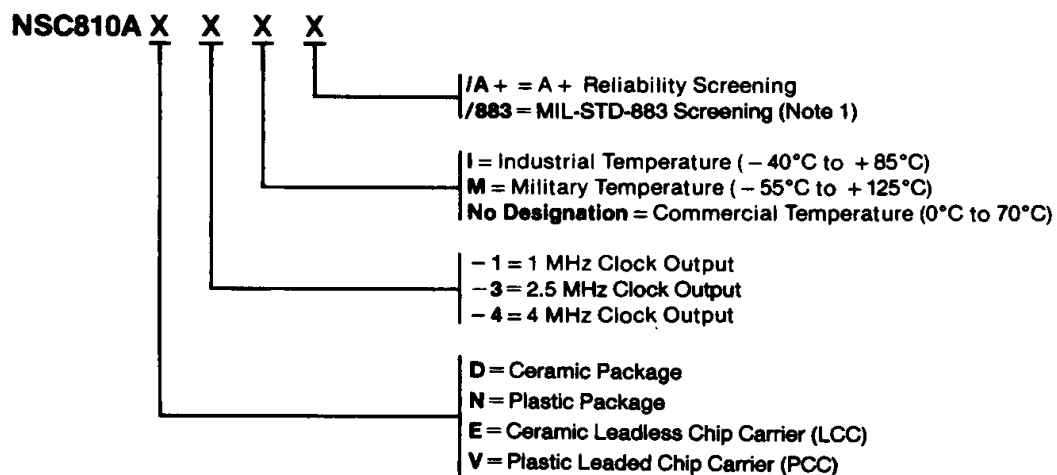 NSC810A X X X X
/A+ = A+ Reliability Screening
/883 = MIL-STD-883 Screening (Note 1)
I = Industrial Temperature (−40°C to +85°C)
M = Military Temperature (−55°C to +125°C)
No Designation = Commercial Temperature (0°C to 70°C)
−1 = 1 MHz Clock Output
−3 = 2.5 MHz Clock Output
−4 = 4 MHz Clock Output
D = Ceramic Package
N = Plastic Package
E = Ceramic Leadless Chip Carrier (LCC)
V = Plastic Leaded Chip Carrier (PCC)